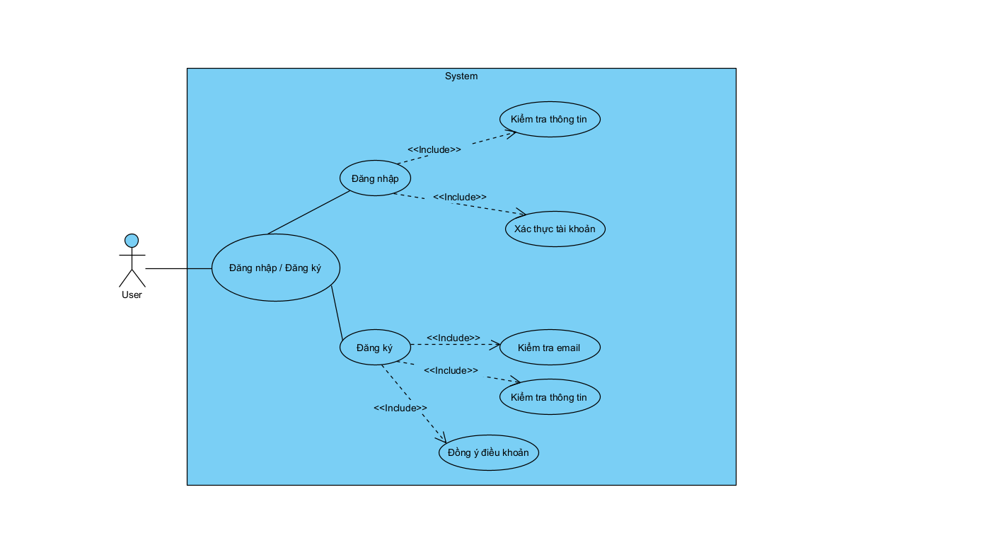 System
Kiểm tra thông tin
<<Include>>
Đăng nhập
<<Include>>
Xác thực tài khoản
Đăng nhập / Đăng ký
User
<<Include>>
Đăng ký
Kiểm tra email
<<Include>>
Kiểm tra thông tin
<<Include>>
Đồng ý điều khoản